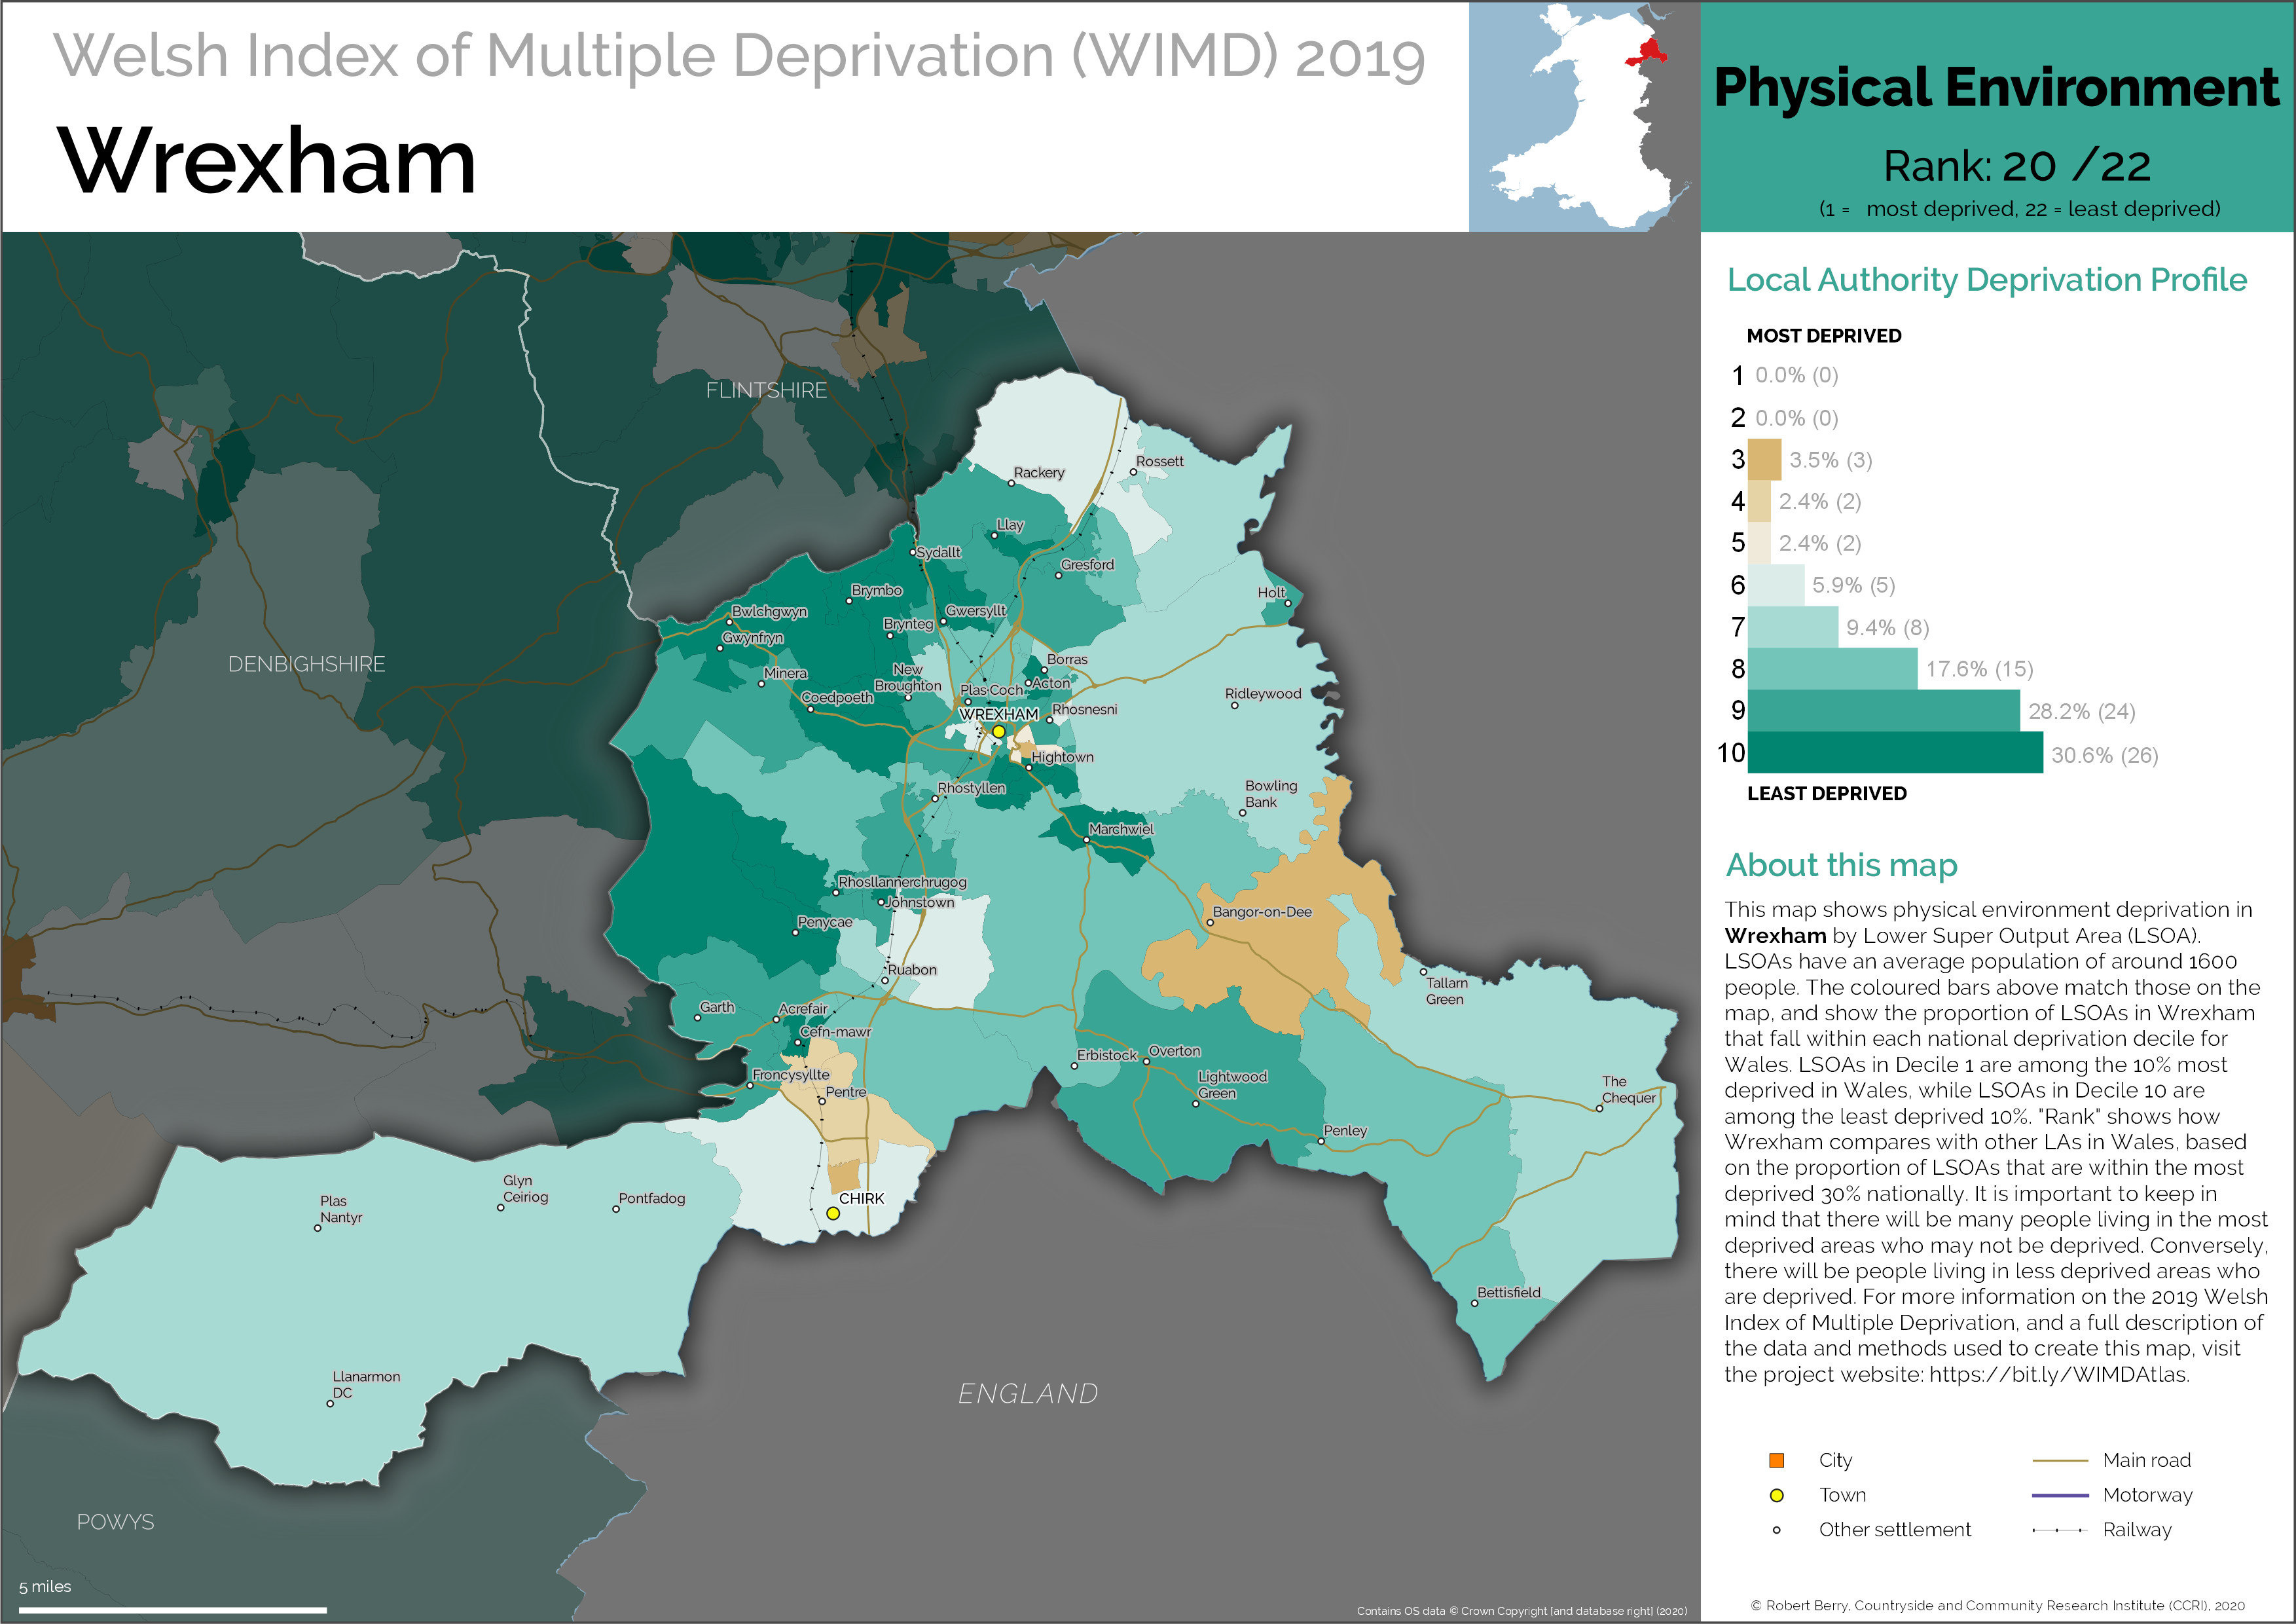 Welsh Index of Multiple Deprivation (WIMD) 2019
Wrexham
Physical Environment
Rank: 20 /22
(1 = most deprived, 22 = least deprived)
Local Authority Deprivation Profile
MOST DEPRIVED
1 0.0% (0)
2 0.0% (0)
3 3.5% (3)
4 2.4% (2)
5 2.4% (2)
6 5.9% (5)
7 9.4% (8)
8 17.6% (15)
9 28.2% (24)
10 30.6% (26)
LEAST DEPRIVED
About this map
This map shows physical environment deprivation in
Wrexham by Lower Super Output Area (LSOA).
LSOAs have an average population of around 1600
people. The coloured bars above match those on the
map, and show the proportion of LSOAs in Wrexham
that fall within each national deprivation decile for
Wales. LSOAs in Decile 1 are among the 10% most
deprived in Wales, while LSOAs in Decile 10 are
among the least deprived 10%. "Rank" shows how
Wrexham compares with other LAs in Wales, based
on the proportion of LSOAs that are within the most
deprived 30% nationally. It is important to keep in
mind that there will be many people living in the most
deprived areas who may not be deprived. Conversely,
there will be people living in less deprived areas who
are deprived. For more information on the 2019 Welsh
Index of Multiple Deprivation, and a full description of
the data and methods used to create this map, visit
the project website: https://bit.ly/WIMDAtlas.
City
Town
Other settlement
Main road
Motorway
Railway
© Robert Berry, Countryside and Community Research Institute (CCRI), 2020
FLINTSHIRE
DENBIGHSHIRE
POWYS
ENGLAND
Rackery
Rossett
Llay
Sydallt
Gresford
Brymbo
Holt
Bwlchgwyn
Gwersyllt
Brynteg
Gwynfryn
Borras
Minera
New
Broughton
Acton
Plas Coch
Coedpoeth
Ridleywood
WREXHAM
Rhosnesni
Hightown
Rhostyllen
Bowling
Bank
Marchwiel
Rhosllannerchrugog
Johnstown
Bangor-on-Dee
Penycae
Ruabon
Tallarn
Green
Garth
Acrefair
Cefn-mawr
Erbistock
Overton
Froncysyllte
Lightwood
Green
Pentre
The
Chequer
Penley
Glyn
Ceiriog
Plas
Nantyr
Pontfadog
CHIRK
Bettisfield
Llanarmon
DC
5 miles
Contains OS data © Crown Copyright [and database right] (2020)